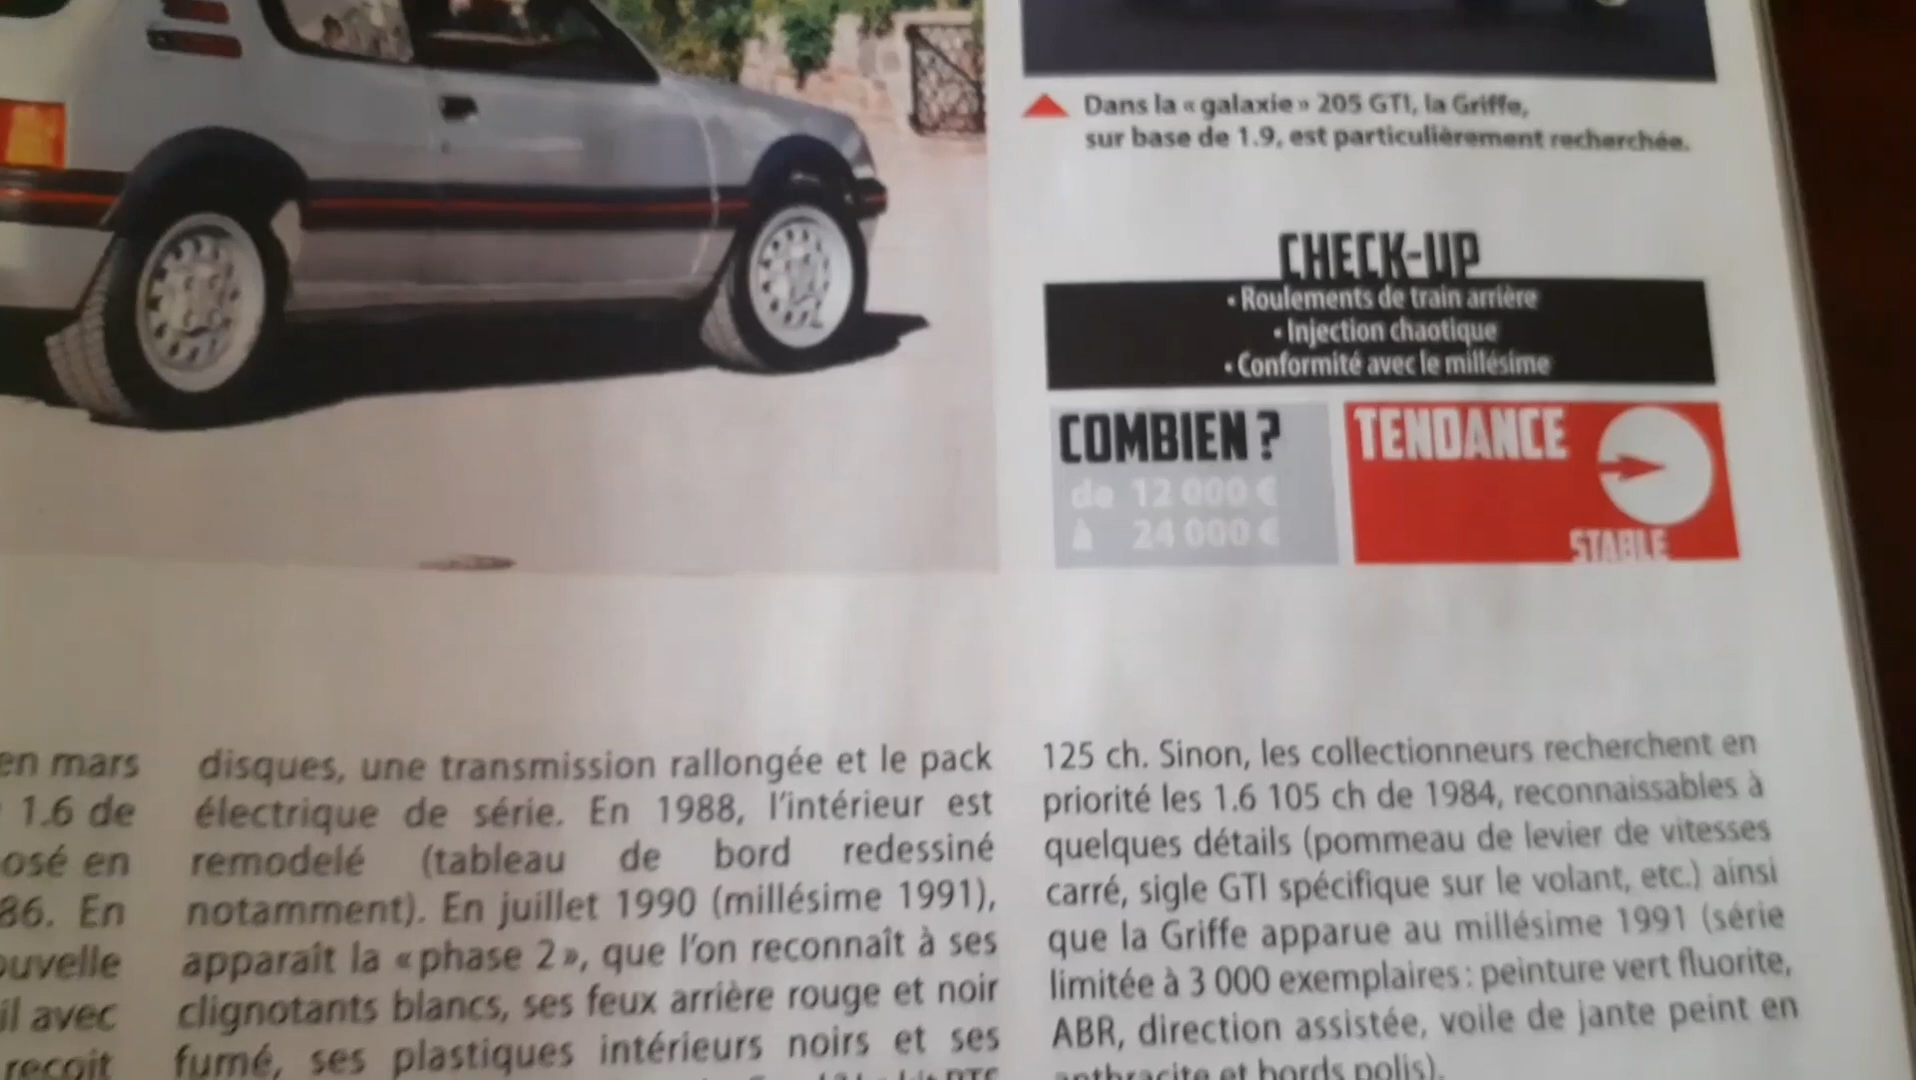 Dans la « galaxie » 205 GTI, la Griffe,
sur base de 1.9, est particulièrement recherchée.
CHECK-UP
• Roulements de train arrière
• Injection chaotique
• Conformité avec le millésime
COMBIEN ?
de 12 000 €
à 24 000 €
TENDANCE
STABLE
en mars
1.6 de
osé en
86. En
ouvelle
il avec
reçoit
disques, une transmission rallongée et le pack
électrique de série. En 1988, l'intérieur est
remodelé (tableau de bord redessiné
notamment). En juillet 1990 (millésime 1991),
apparaît la « phase 2 », que l'on reconnaît à ses
clignotants blancs, ses feux arrière rouge et noir
fumé, ses plastiques intérieurs noirs et ses
125 ch. Sinon, les collectionneurs recherchent en
priorité les 1.6 105 ch de 1984, reconnaissables à
quelques détails (pommeau de levier de vitesses
carré, sigle GTI spécifique sur le volant, etc.) ainsi
que la Griffe apparue au millésime 1991 (série
limitée à 3 000 exemplaires : peinture vert fluorite,
ABR, direction assistée, voile de jante peint en
anthracite et bords polis).